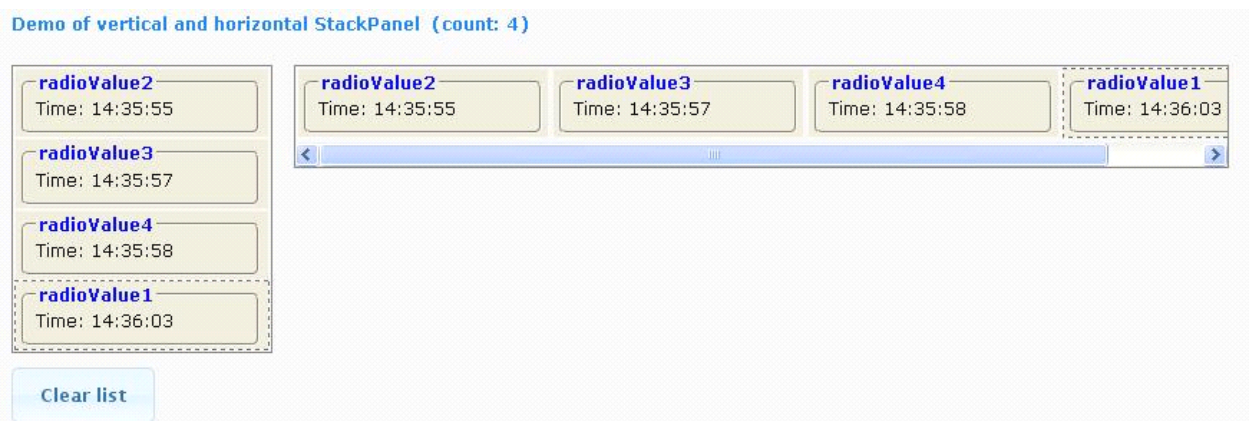 Demo of vertical and horizontal StackPanel (count: 4)
radioValue2
Time: 14:35:55
radioValue3
Time: 14:35:57
radioValue4
Time: 14:35:58
radioValue1
Time: 14:36:03
radioValue2
Time: 14:35:55
radioValue3
Time: 14:35:57
radioValue4
Time: 14:35:58
radioValue1
Time: 14:36:03
Clear list